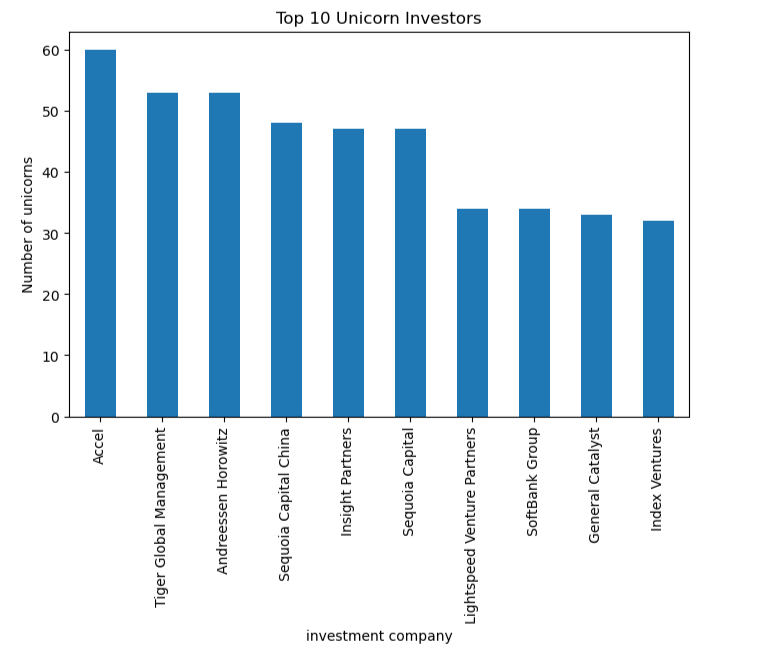 Top 10 Unicorn Investors
Number of unicorns
60
50
40
30
20
10
0
Accel
Tiger Global Management
Andreessen Horowitz
Sequoia Capital China
Insight Partners
Sequoia Capital
Lightspeed Venture Partners
SoftBank Group
General Catalyst
Index Ventures
investment company